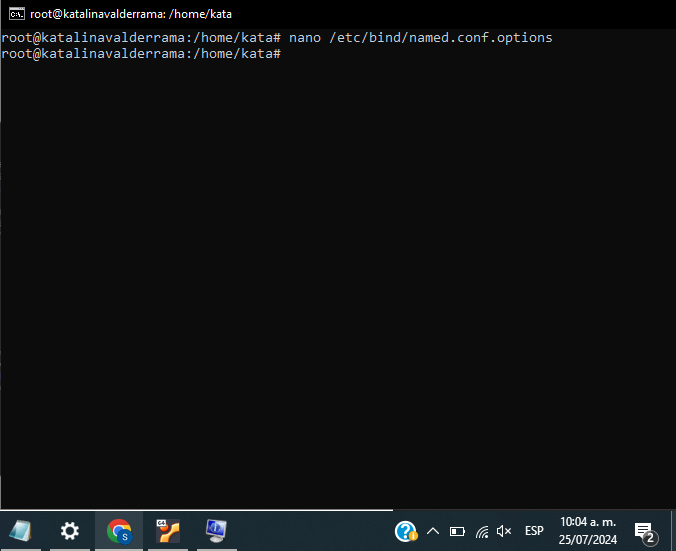 C:\.
root@katalinavalderrama: /home/kata
root@katalinavalderrama:/home/kata# nano /etc/bind/named.conf.options
root@katalinavalderrama:/home/kata#
64
S
ESP
10:04 a. m.
25/07/2024
2